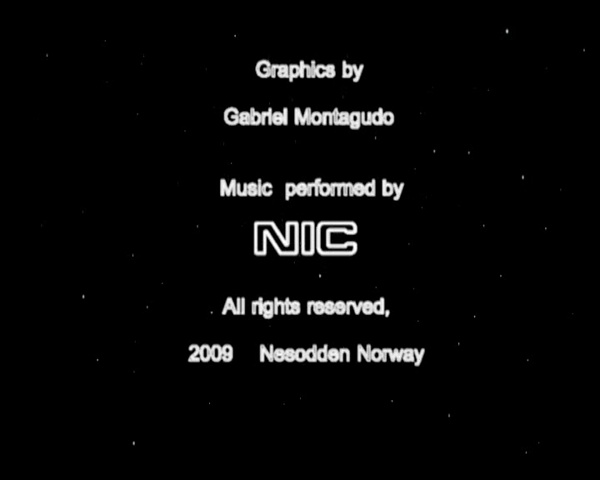 Graphics by
Gabriel Montagudo
Music performed by
NIC
All rights reserved,
2009 Nesodden Norway